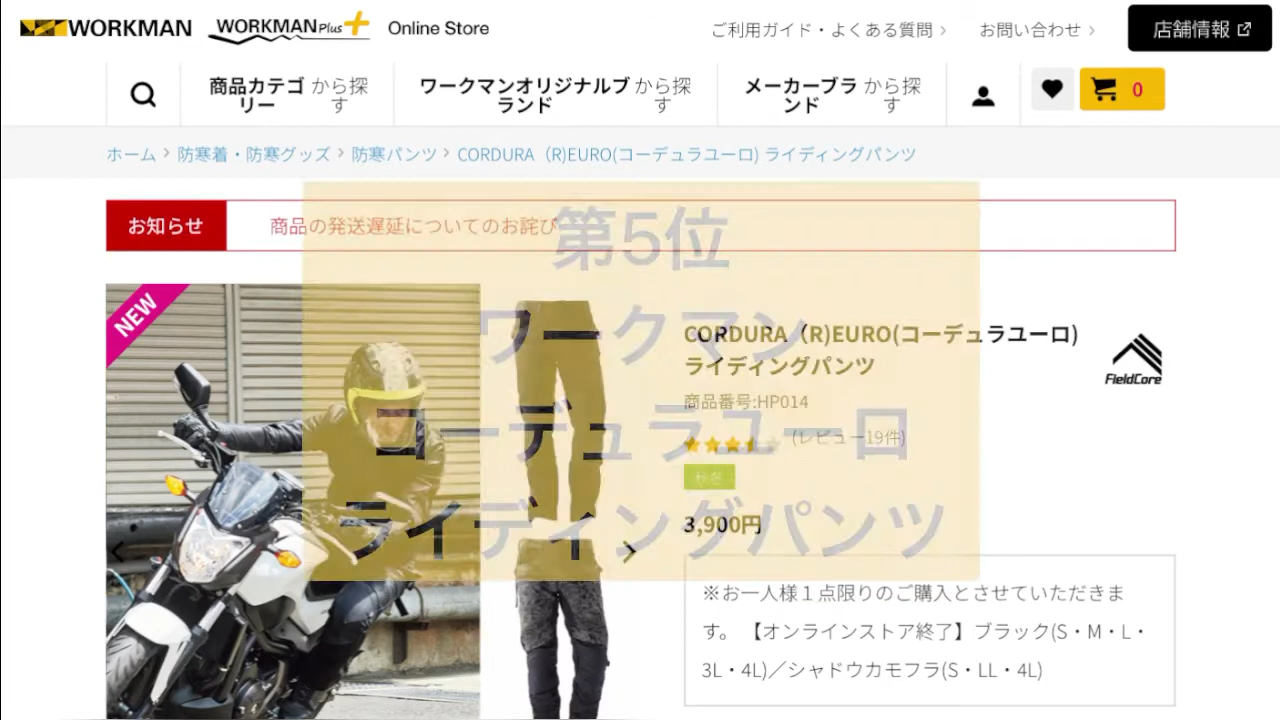 WORKMAN WORKMAN Plus Online Store
ご利用ガイド・よくある質問
お問い合わせ
店舗情報
商品カテゴリー から探す
ワークマンオリジナルブランド から探す
メーカーブランド から探す
0
ホーム > 防寒着・防寒グッズ > 防寒パンツ > CORDURA（R)EURO(コーデュラユーロ) ライディングパンツ
お知らせ
商品の発送遅延についてのお詫び
第5位
ワークマン
コーデュラユーロ
ライディングパンツ
NEW
CORDURA（R)EURO(コーデュラユーロ)
ライディングパンツ
FieldCore
商品番号:HP014
(レビュー19件)
秋冬
3,900円
※お一人様１点限りのご購入とさせていただきま
す。 【オンラインストア終了】ブラック(S・M・L・
3L・4L)／シャドウカモフラ(S・LL・4L)